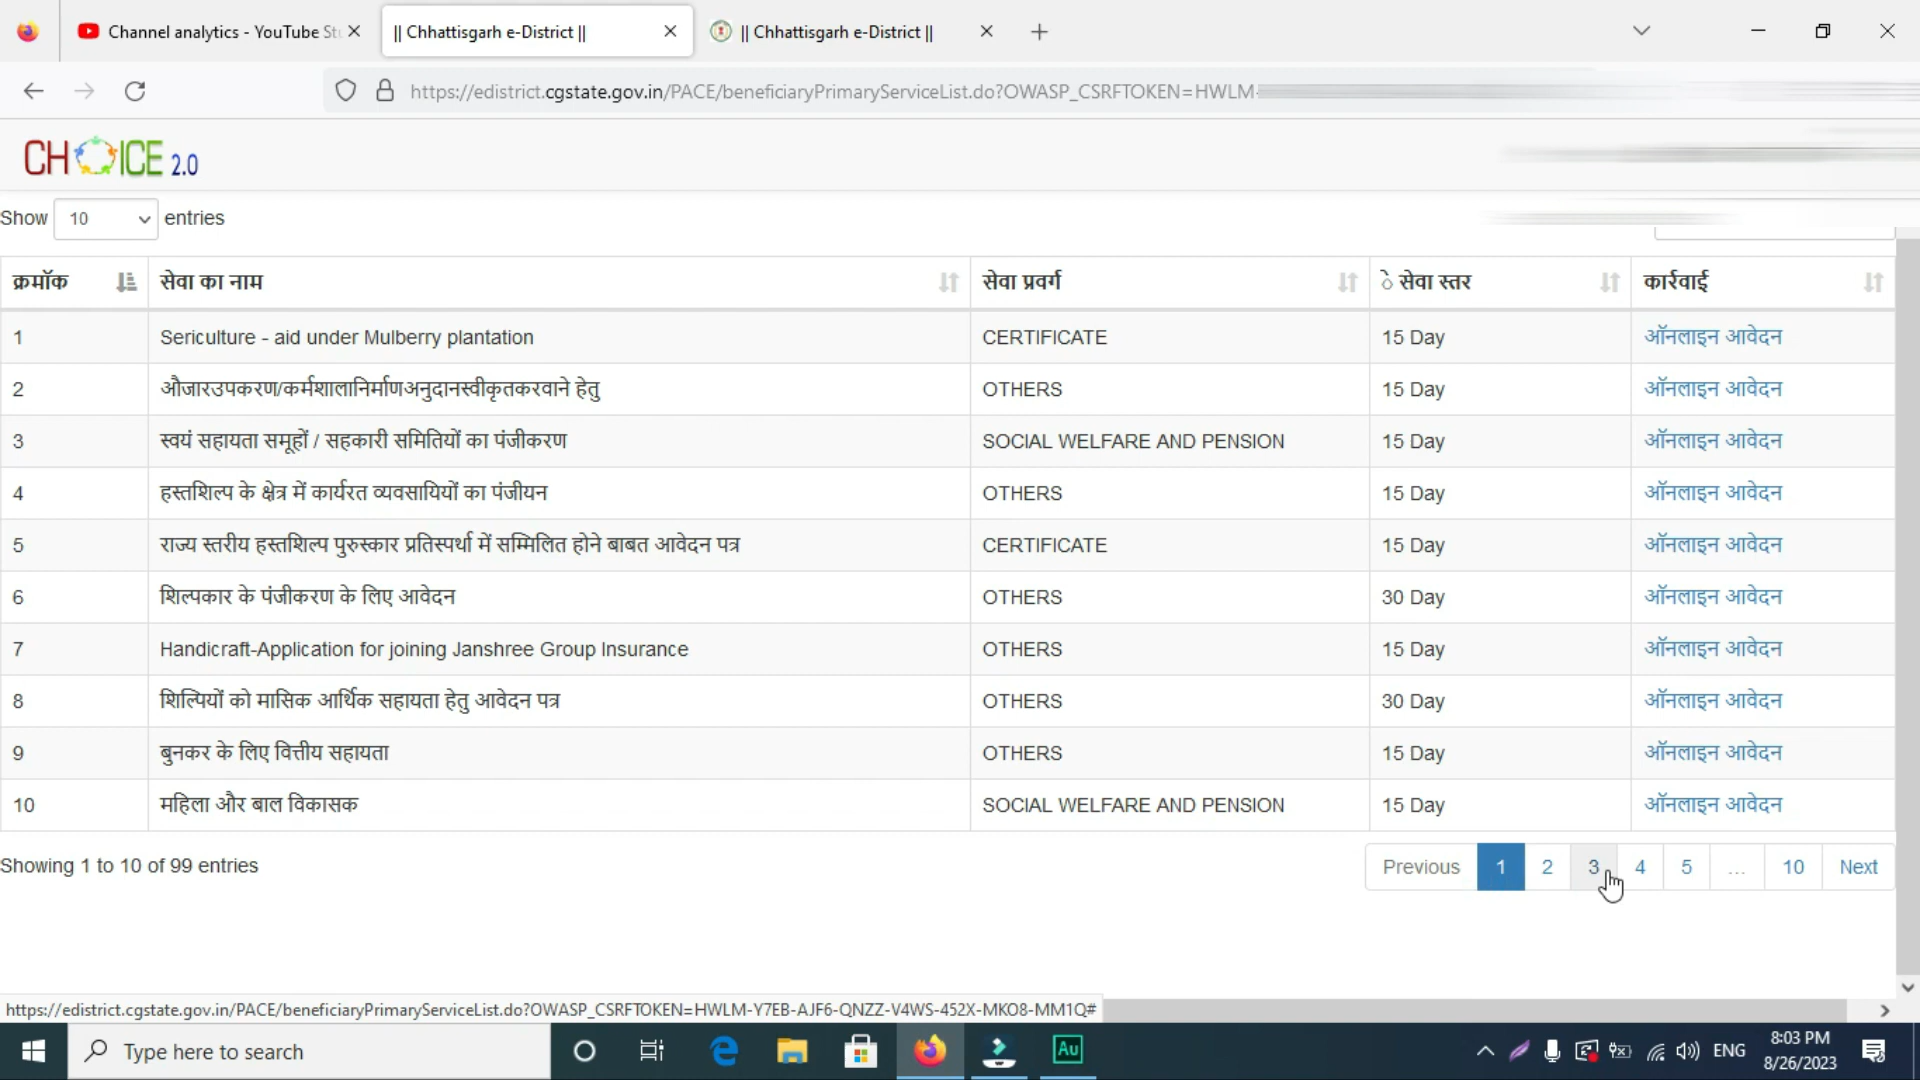 Channel analytics - YouTube St
|| Chhattisgarh e-District ||
|| Chhattisgarh e-District ||
https://edistrict.cgstate.gov.in/PACE/beneficiaryPrimaryServiceList.do?OWASP_CSRFTOKEN=HWLM-
CHOICE 2.0
Show 10 entries
क्रमाँक सेवा का नाम सेवा प्रवर्ग े सेवा स्तर कार्रवाई
1 Sericulture - aid under Mulberry plantation CERTIFICATE 15 Day ऑनलाइन आवेदन
2 औजारउपकरण/कर्मशालानिर्माणअनुदानस्वीकृतकरवाने हेतु OTHERS 15 Day ऑनलाइन आवेदन
3 स्वयं सहायता समूहों / सहकारी समितियों का पंजीकरण SOCIAL WELFARE AND PENSION 15 Day ऑनलाइन आवेदन
4 हस्तशिल्प के क्षेत्र में कार्यरत व्यवसायियों का पंजीयन OTHERS 15 Day ऑनलाइन आवेदन
5 राज्य स्तरीय हस्तशिल्प पुरुस्कार प्रतिस्पर्था में सम्मिलित होने बाबत आवेदन पत्र CERTIFICATE 15 Day ऑनलाइन आवेदन
6 शिल्पकार के पंजीकरण के लिए आवेदन OTHERS 30 Day ऑनलाइन आवेदन
7 Handicraft-Application for joining Janshree Group Insurance OTHERS 15 Day ऑनलाइन आवेदन
8 शिल्पियों को मासिक आर्थिक सहायता हेतु आवेदन पत्र OTHERS 30 Day ऑनलाइन आवेदन
9 बुनकर के लिए वित्तीय सहायता OTHERS 15 Day ऑनलाइन आवेदन
10 महिला और बाल विकासक SOCIAL WELFARE AND PENSION 15 Day ऑनलाइन आवेदन
Showing 1 to 10 of 99 entries
Previous 1 2 3 4 5 ... 10 Next
https://edistrict.cgstate.gov.in/PACE/beneficiaryPrimaryServiceList.do?OWASP_CSRFTOKEN=HWLM-Y7EB-AJF6-QNZZ-V4WS-452X-MKO8-MM1Q#
Type here to search
Au
ENG
8:03 PM
8/26/2023